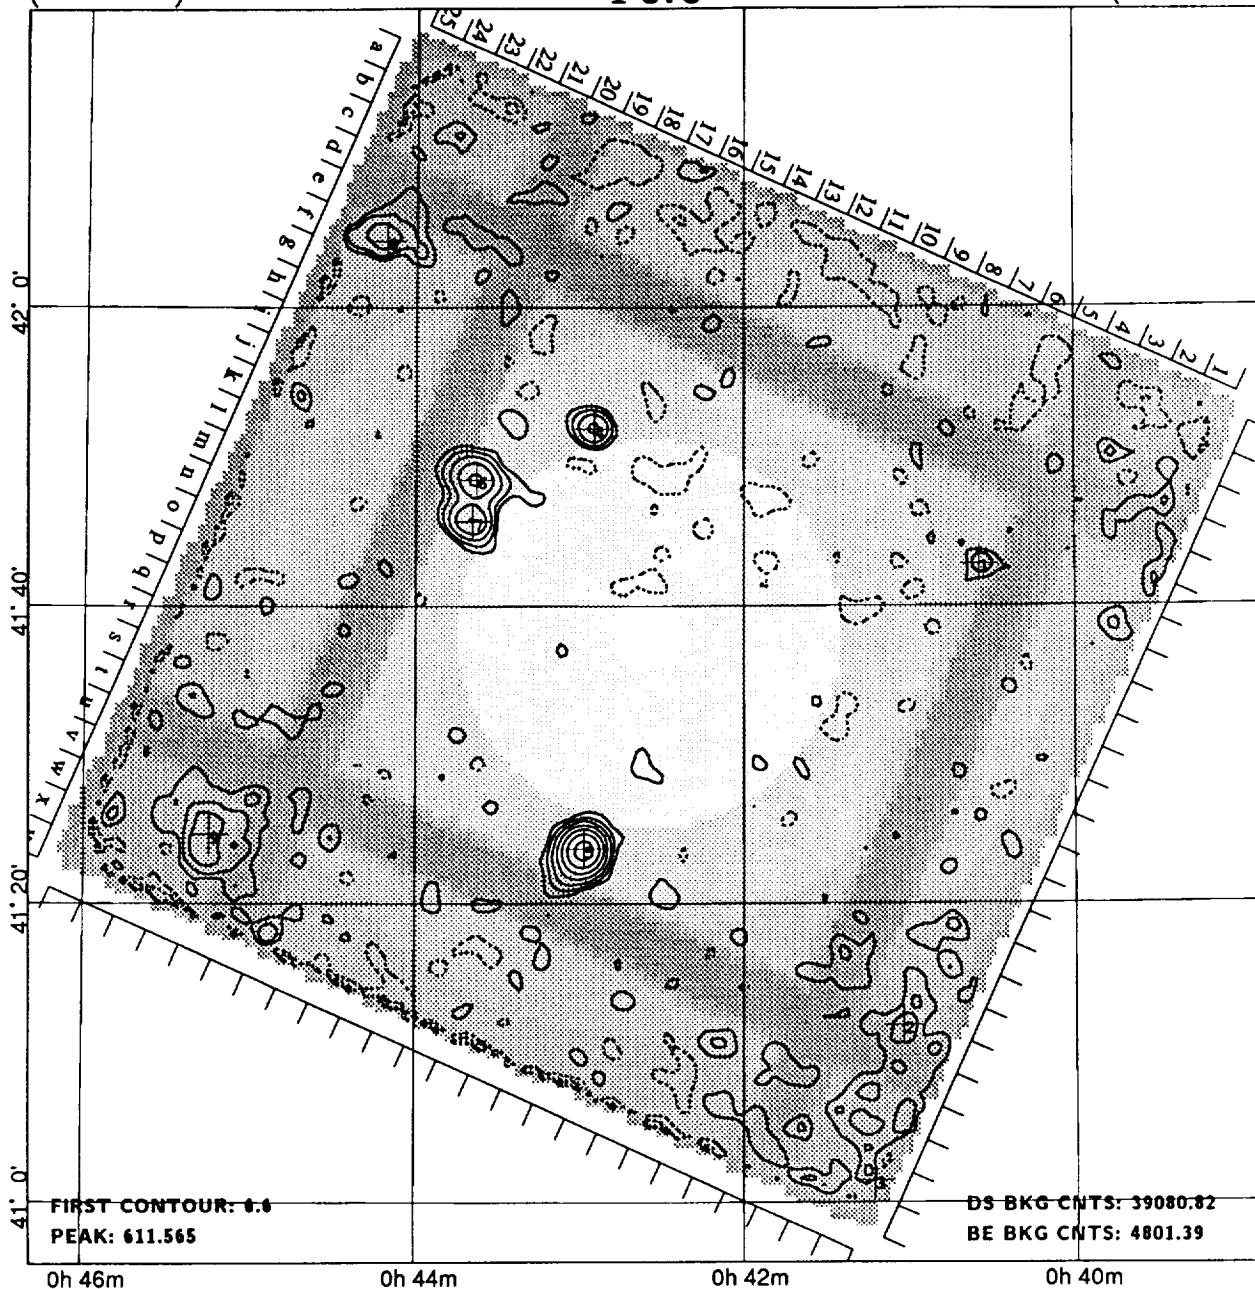 25 24 23 22 21 20 19 18 17 16 15 14 13 12 11 10 9 8 7 6 5 4 3 2 1
a b c d e f g h i j k l m n o p q r s t u v w x
42° 0'
41° 40'
41° 20'
41° 0'
FIRST CONTOUR: 6.6
PEAK: 611.565
DS BKG CNTS: 39080.82
BE BKG CNTS: 4801.39
0h 46m 0h 44m 0h 42m 0h 40m